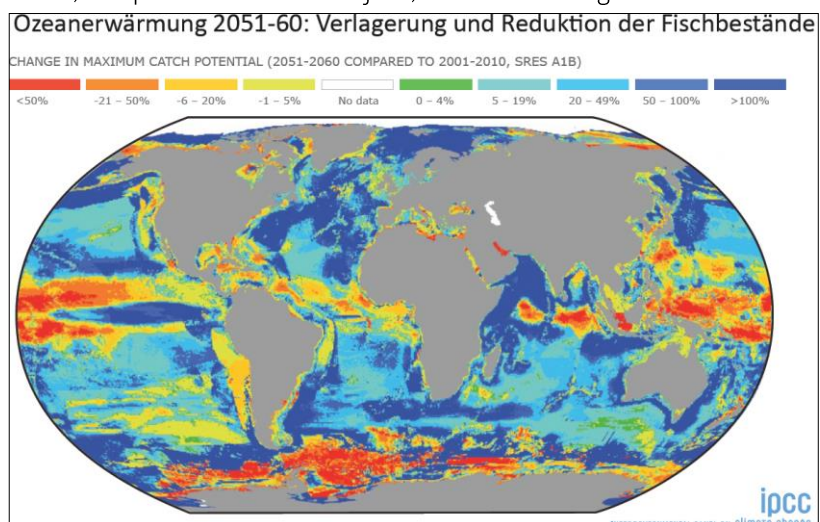 Ozeanerwärmung 2051-60: Verlagerung und Reduktion der Fischbestände
CHANGE IN MAXIMUM CATCH POTENTIAL (2051-2060 COMPARED TO 2001-2010, SRES A1B)
<50% -21 – 50% -6 – 20% -1 – 5% No data 0 – 4% 5 – 19% 20 – 49% 50 – 100% >100%
ipcc
climate change